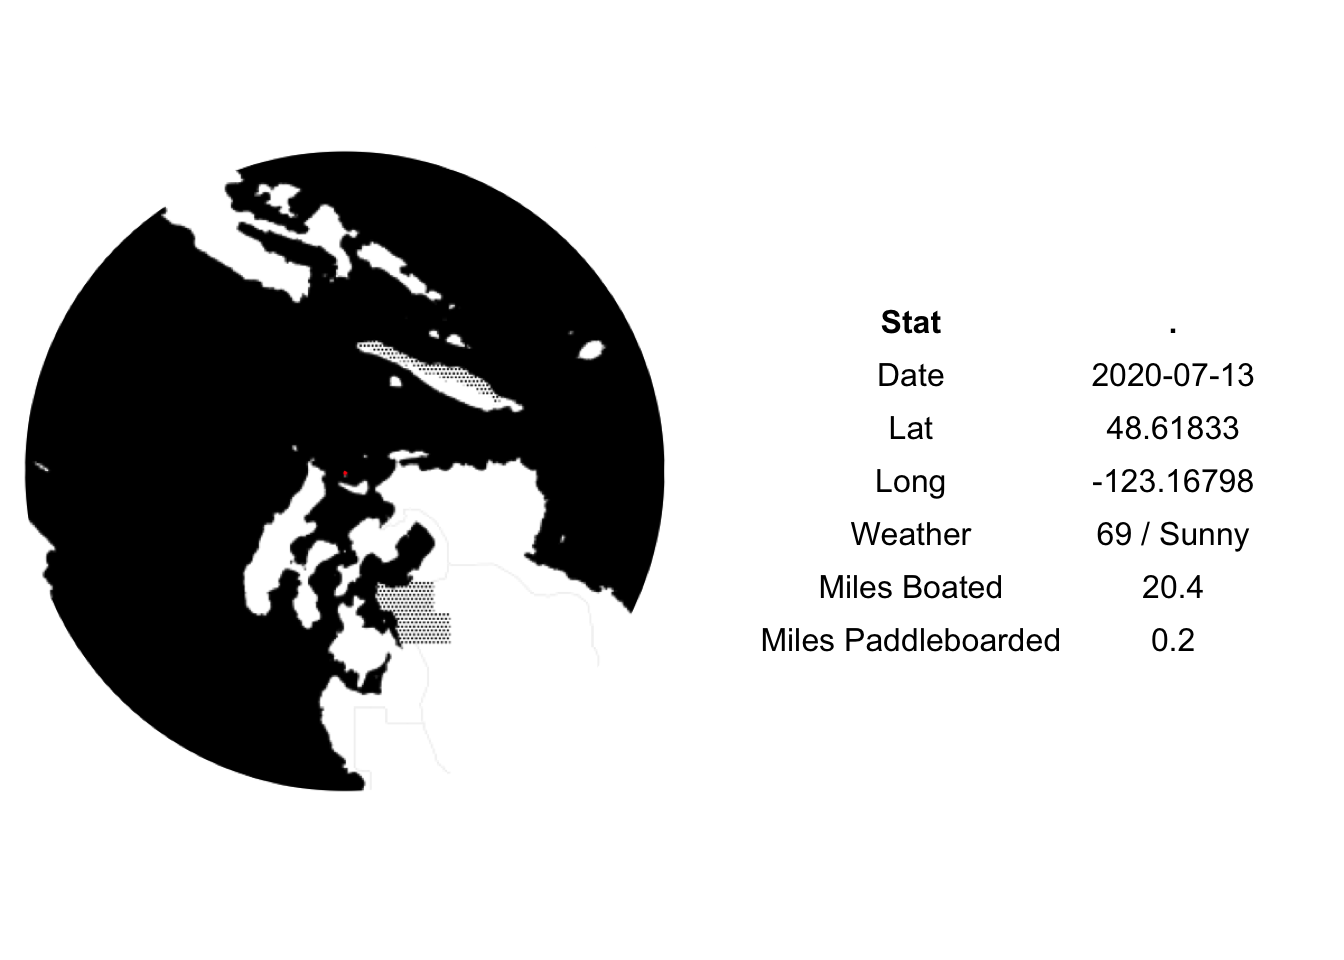 Stat .
Date 2020-07-13
Lat 48.61833
Long -123.16798
Weather 69 / Sunny
Miles Boated 20.4
Miles Paddleboarded 0.2